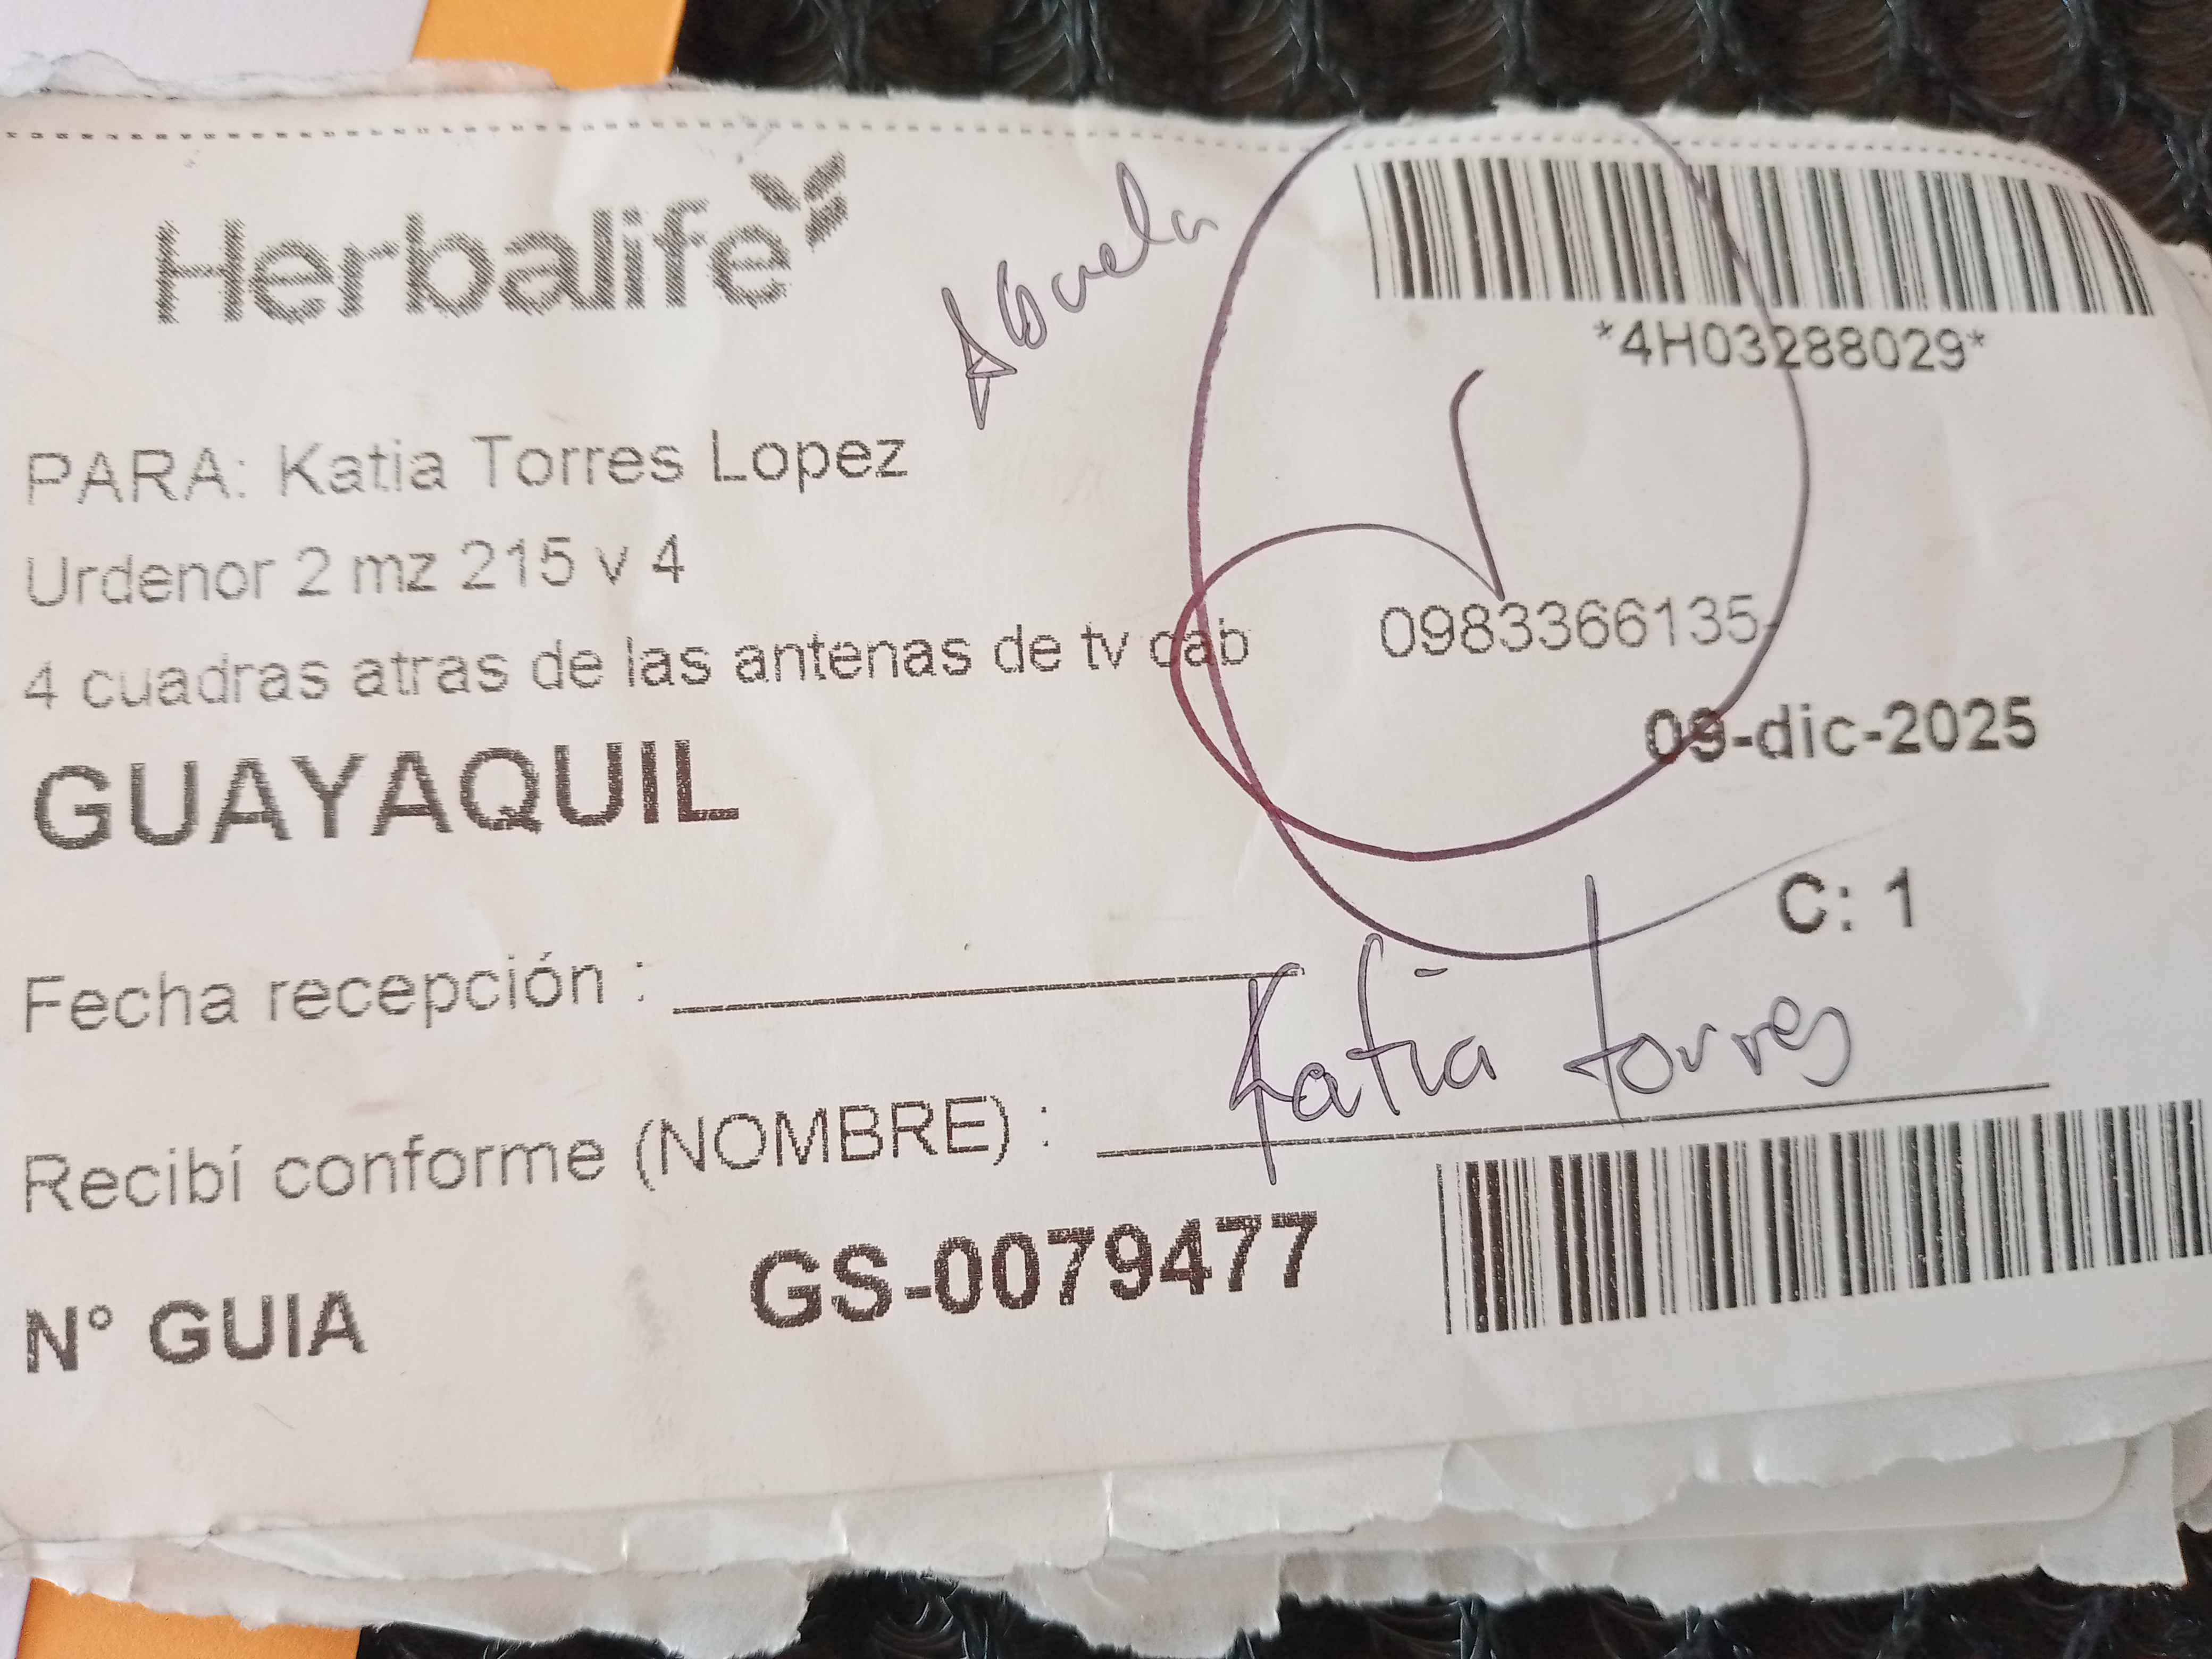 Herbalife
Abuela
*4H03288029*
PARA: Katia Torres Lopez
Urdenor 2 mz 215 v 4
4 cuadras atras de las antenas de tv cab
0983366135
09-dic-2025
GUAYAQUIL
C: 1
Fecha recepción :
Recibí conforme (NOMBRE) : Katia Torres
N° GUIA GS-0079477